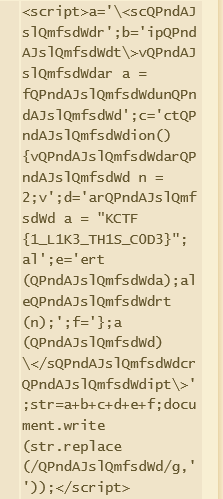 <script>a='\<scQPndAJ
slQmfsdWdr';b='ipQPnd
AJslQmfsdWdt\>vQPndAJ
slQmfsdWdar a =
fQPndAJslQmfsdWdunQPn
dAJslQmfsdWd';c='ctQP
ndAJslQmfsdWdion()
{vQPndAJslQmfsdWdarQP
ndAJslQmfsdWd n =
2;v';d='arQPndAJslQmf
sdWd a = "KCTF
{1_L1K3_TH1S_C0D3}";
al';e='ert
(QPndAJslQmfsdWda);al
eQPndAJslQmfsdWdrt
(n);';f='};a
(QPndAJslQmfsdWd)
\</sQPndAJslQmfsdWdcr
QPndAJslQmfsdWdipt\>'
;str=a+b+c+d+e+f;docu
ment.write
(str.replace
(/QPndAJslQmfsdWd/g,'
'));</script>